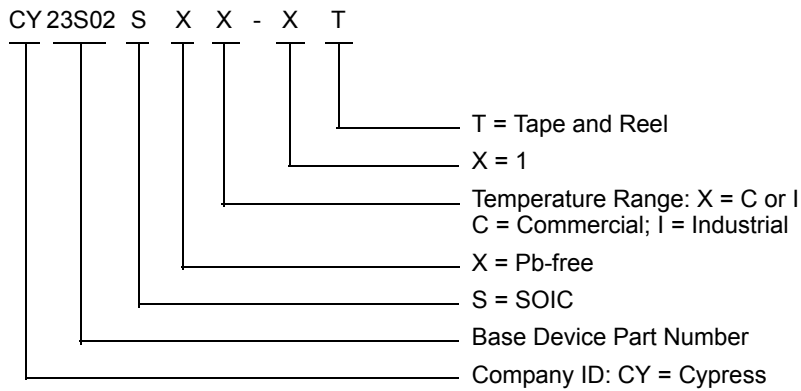 CY 23S02 S X X - X T
T = Tape and Reel
X = 1
Temperature Range: X = C or I
C = Commercial; I = Industrial
X = Pb-free
S = SOIC
Base Device Part Number
Company ID: CY = Cypress